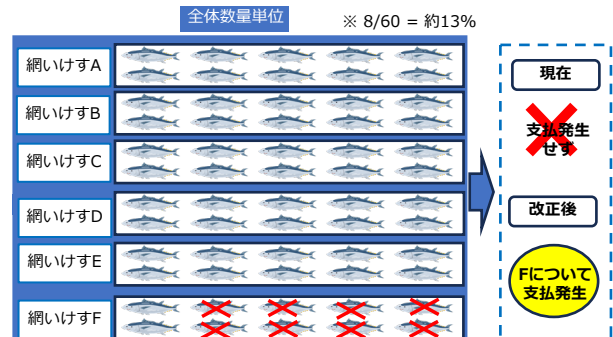 全体数量単位
※ 8/60 = 約13%
網いけすA
網いけすB
網いけすC
網いけすD
網いけすE
網いけすF
現在
支払発生
せず
改正後
Fについて
支払発生